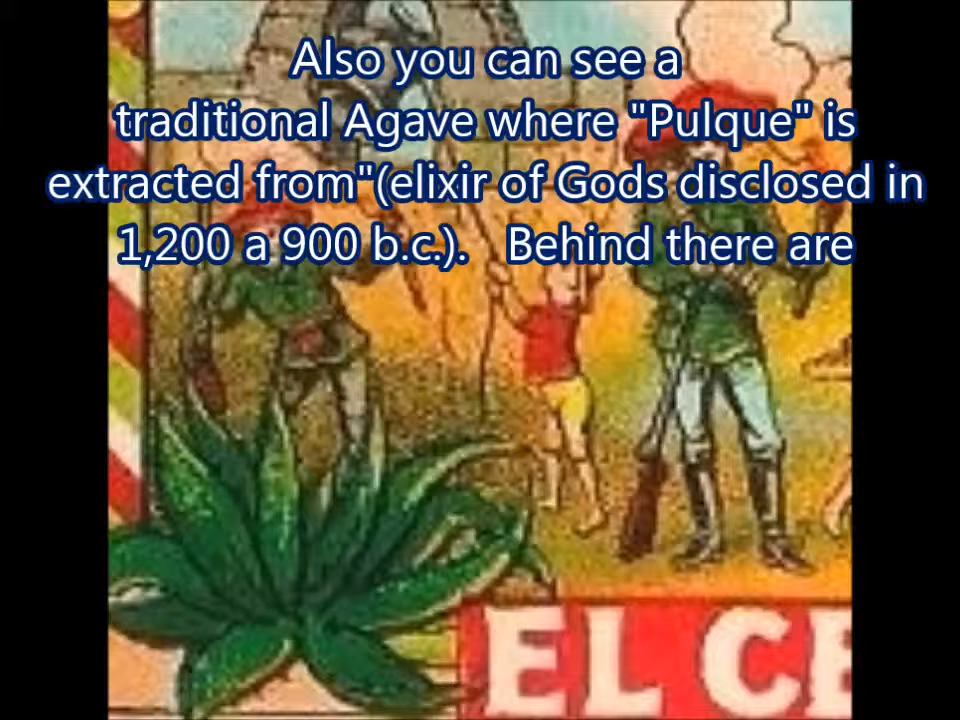 Also you can see a
traditional Agave where "Pulque" is
extracted from"(elixir of Gods disclosed in
1,200 a 900 b.c.).   Behind there are
EL CE